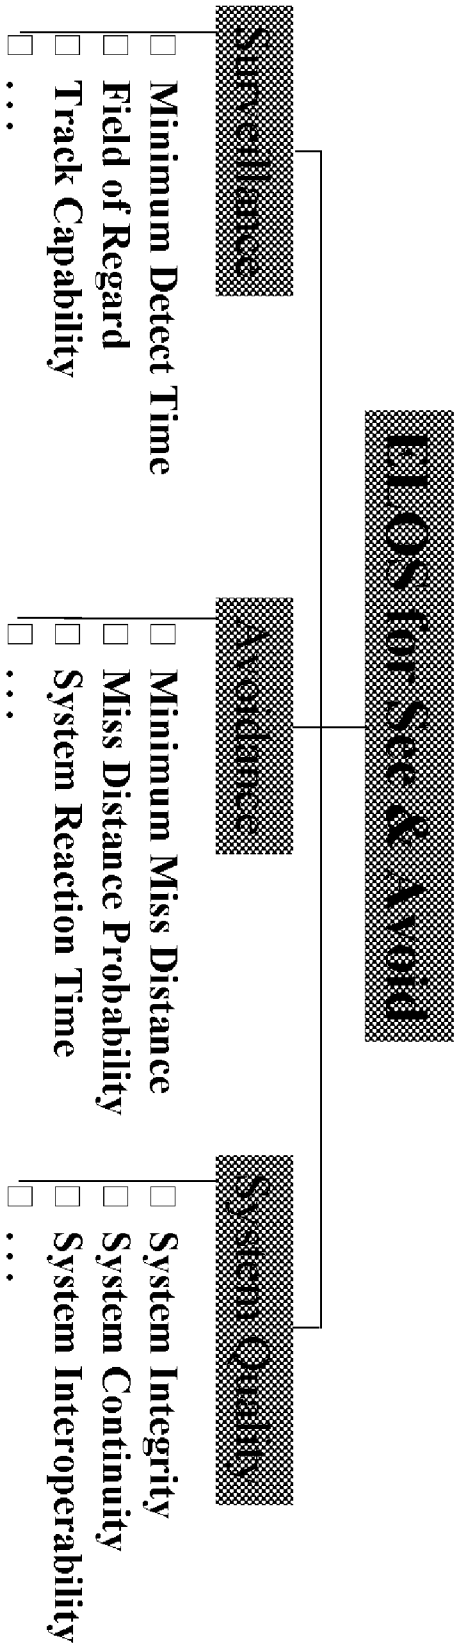 ELOS for See & Avoid
Surveillance
Minimum Detect Time
Field of Regard
Track Capability
...
Avoidance
Minimum Miss Distance
Miss Distance Probability
System Reaction Time
...
System Quality
System Integrity
System Continuity
System Interoperability
...